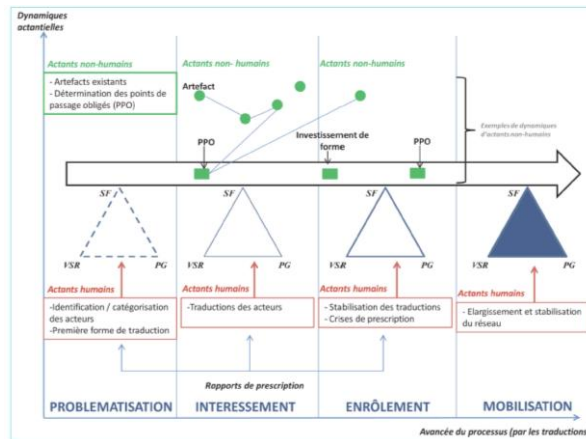 Dynamiques
actantielles
Actants non-humains
- Artefacts existants
- Détermination des points de
passage obligés (PPO)
Actants non- humains
Artefact
Actants non-humains
Exemples de dynamiques
d'actants non-humains
PPO
Investissement de
forme
PPO
SF
SF
SF
SF
VSR
PG
VSR
PG
VSR
PG
VSR
PG
Actants humains
-Identification / catégorisation
des acteurs
-Première forme de traduction
Actants humains
-Traductions des acteurs
Actants humains
- Stabilisation des traductions
- Crises de prescription
Actants humains
- Elargissement et stabilisation
du réseau
Rapports de prescription
PROBLEMATISATION
INTERESSEMENT
ENRÔLEMENT
MOBILISATION
Avancée du processus (par les traductions